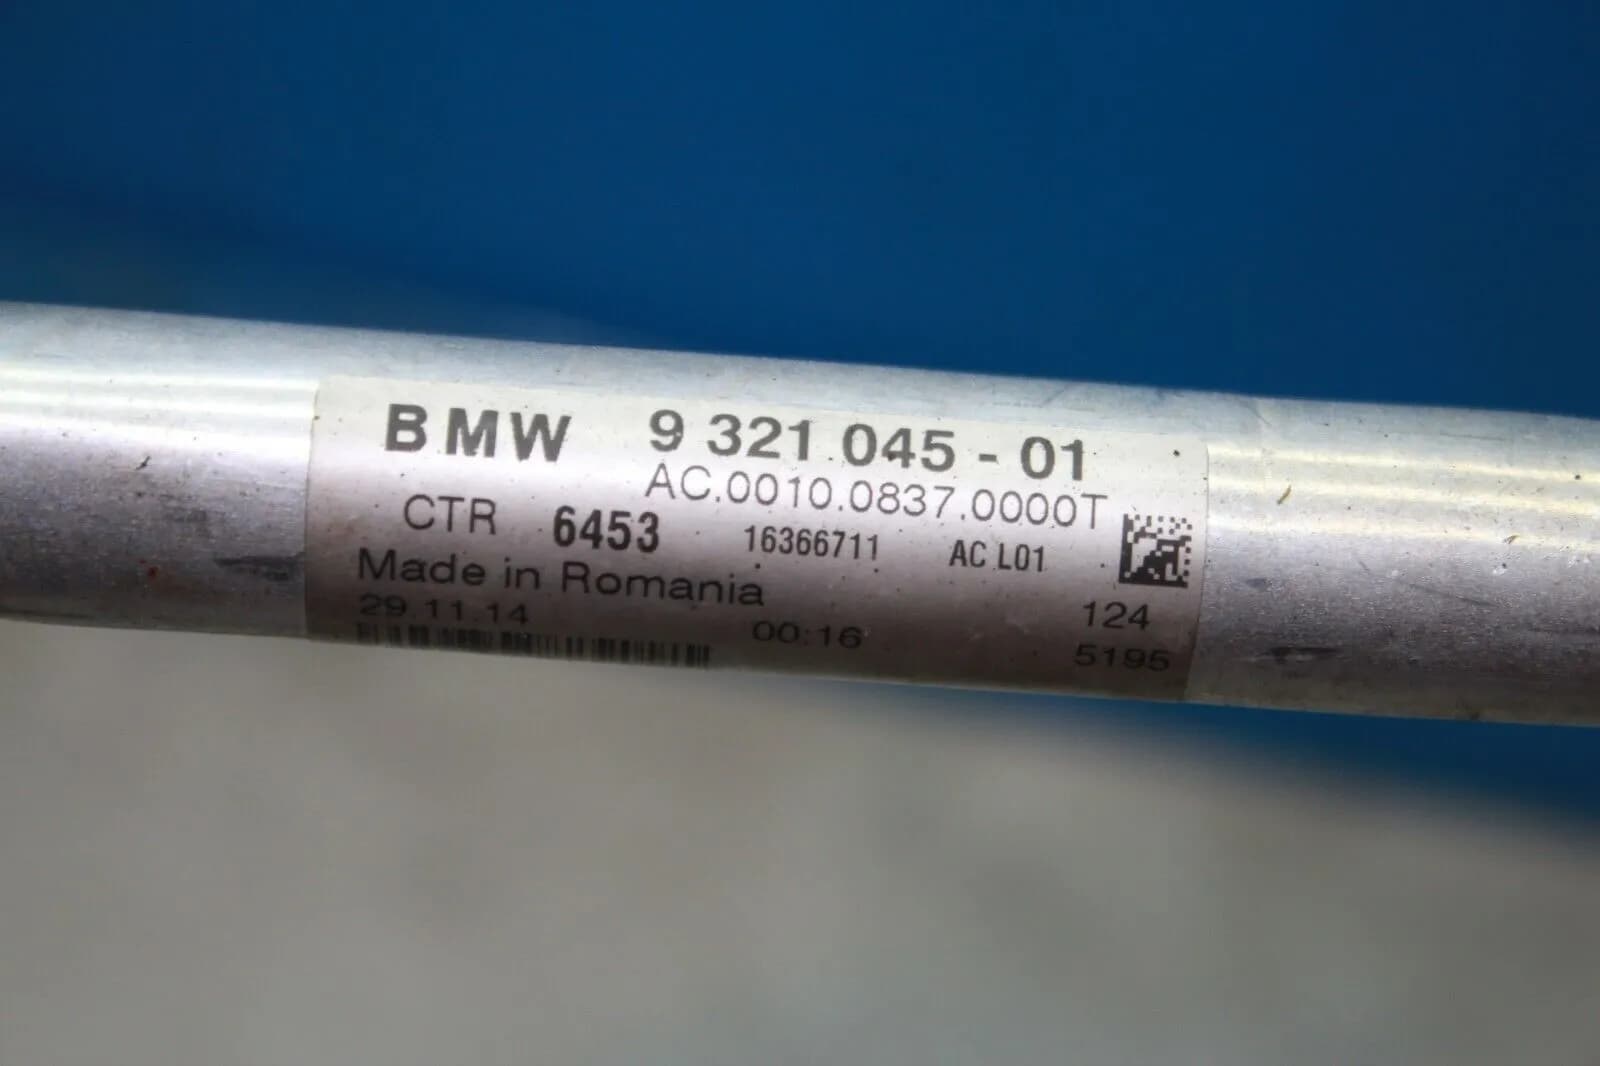 BMW 9 321 045 - 01
AC.0010.0837.0000T
CTR 6453 16366711 AC L01
Made in Romania
29.11.14 00:16 124
5195